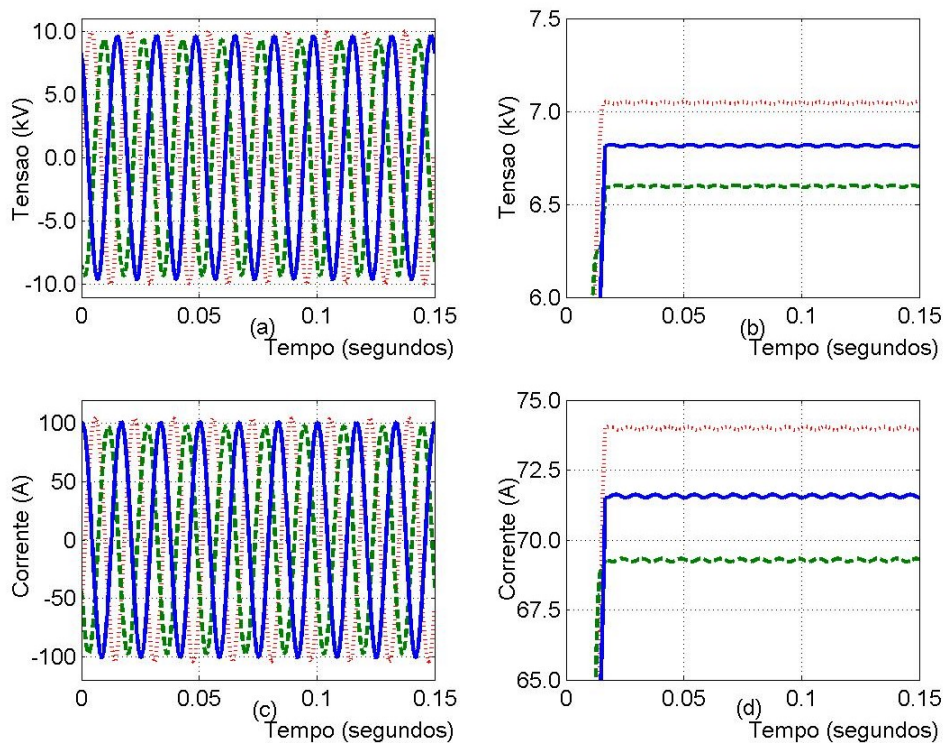 Tensao (kV)
10.0
5.0
0.0
-5.0
-10.0
0
0.05
0.1
0.15
(a)
Tempo (segundos)
Tensao (kV)
7.5
7.0
6.5
6.0
0
0.05
0.1
0.15
(b)
Tempo (segundos)
Corrente (A)
100
50
0
-50
-100
0
0.05
0.1
0.15
(c)
Tempo (segundos)
Corrente (A)
75.0
72.5
70.0
67.5
65.0
0
0.05
0.1
0.15
(d)
Tempo (segundos)